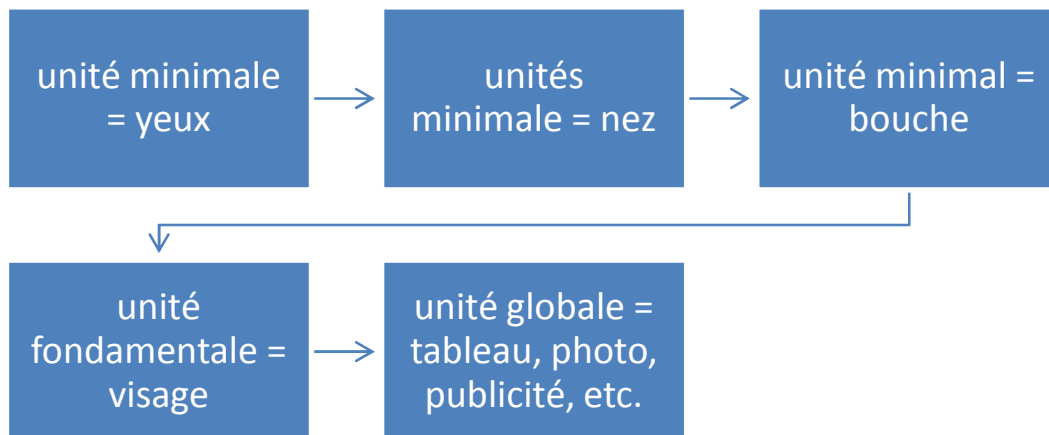 unité minimale
= yeux
unités
minimale = nez
unité minimal =
bouche
unité
fondamentale =
visage
unité globale =
tableau, photo,
publicité, etc.